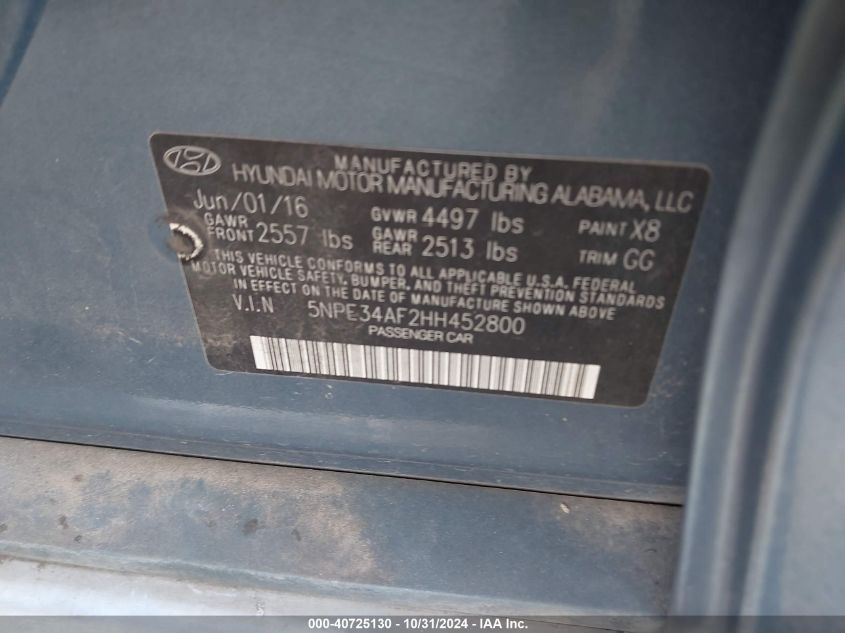 MANUFACTURED BY
HYUNDAI MOTOR MANUFACTURING ALABAMA, LLC
Jun/01/16 GVWR 4497 lbs PAINT X8
GAWR FRONT 2557 lbs GAWR REAR 2513 lbs TRIM GG
THIS VEHICLE CONFORMS TO ALL APPLICABLE U.S.A. FEDERAL
MOTOR VEHICLE SAFETY, BUMPER, AND THEFT PREVENTION STANDARDS
IN EFFECT ON THE DATE OF MANUFACTURE SHOWN ABOVE.
V.I.N 5NPE34AF2HH452800
PASSENGER CAR
000-40725130 - 10/31/2024 - IAA Inc.